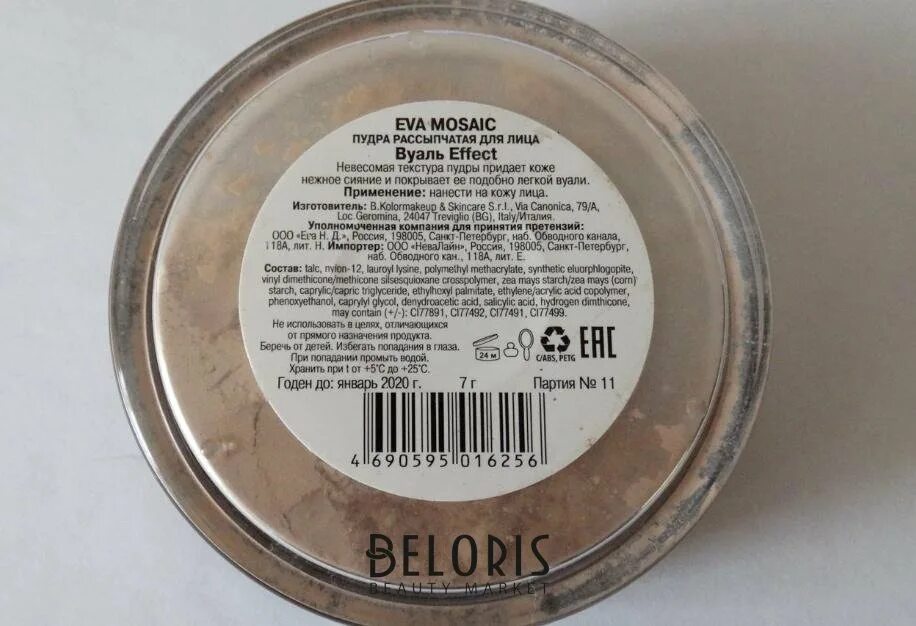 EVA MOSAIC
ПУДРА РАССЫПЧАТАЯ ДЛЯ ЛИЦА
Вуаль Effect
Невесомая текстура пудры придает коже
нежное сияние и покрывает ее подобно легкой вуали.
Применение: нанести на кожу лица.
Изготовитель: B.Kolormakeup & Skincare S.r.l., Via Canonica, 79/A,
Loc.Geromina, 24047 Treviglio (BG), Italy/Италия.
Уполномоченная компания для принятия претензий:
ООО «Ева Н. Д.», Россия, 198005, Санкт-Петербург, наб. Обводного канала,
118А, лит. Н. Импортер: ООО «НеваЛайн», Россия, 198005, Санкт-Петербург,
наб. Обводного кан., 118А, лит. Е.
Состав: talc, nylon-12, lauroyl lysine, polymethyl methacrylate, synthetic eluorphlogopite,
vinyl dimethicone/methicone silsesquioxane crosspolymer, zea mays starch/zea mays (corn)
starch, caprylic/capric triglyceride, ethylhoxyl palmitate, ethylene/acrylic acid copolymer,
phenoxyethanol, caprylyl glycol, dehydroacetic acid, salicylic acid, hydrogen dimthicone,
may contain (+/-): CI77891, CI77492, CI77491, CI77499.
Не использовать в целях, отличающихся
от прямого назначения продукта.
Беречь от детей. Избегать попадания в глаза.
При попадании промыть водой.
Хранить при t от +5°C до +25°C.
24 м
C/ABS, PETG
EAC
Годен до: январь 2020 г. 7 г Партия № 11
4 690595 016256
BELORIS
BEAUTY MARKET